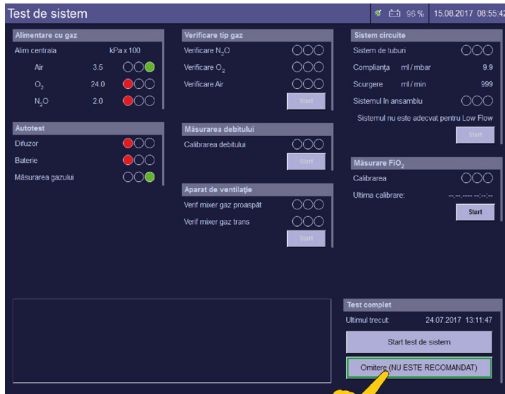 Test de sistem
96 %
15.08.2017 08:55:42
Alimentare cu gaz
Alim centrala kPa x 100
Air 3.5
O2 24.0
N2O 2.0
Autotest
Difuzor
Baterie
Măsurarea gazului
Verificare tip gaz
Verificare N2O
Verificare O2
Verificare Air
Start
Măsurarea debitului
Calibrarea debitului
Start
Aparat de ventilaţie
Verif mixer gaz proaspăt
Verif mixer gaz trans
Start
Sistem circuite
Sistem de tuburi
Complianţa ml / mbar 9.9
Scurgere ml / min 999
Sistemul în ansamblu
Sistemul nu este adecvat pentru Low Flow
Start
Măsurare FiO2
Calibrarea
Ultima calibrare: --.--.---- --:--:--
Start
Test complet
Ultimul trecut: 24.07.2017 13:11:47
Start test de sistem
Omitere (NU ESTE RECOMANDAT)